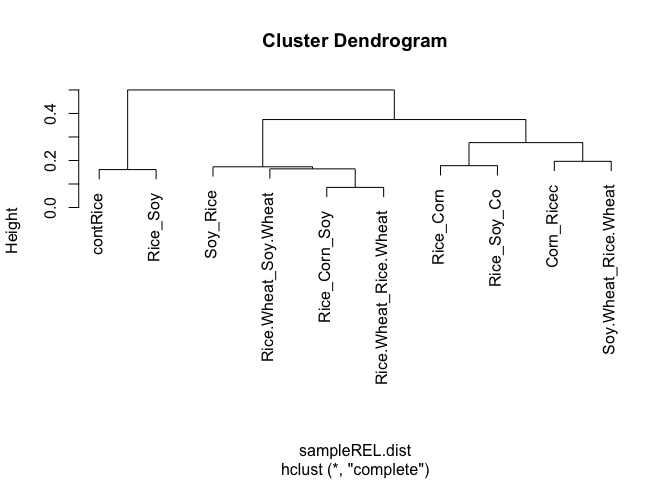 Cluster Dendrogram
Height
0.0
0.2
0.4
contRice
Rice_Soy
Soy_Rice
Rice.Wheat_Soy.Wheat
Rice_Corn_Soy
Rice.Wheat_Rice.Wheat
Rice_Corn
Rice_Soy_Co
Corn_Ricec
Soy.Wheat_Rice.Wheat
sampleREL.dist
hclust (*, "complete")